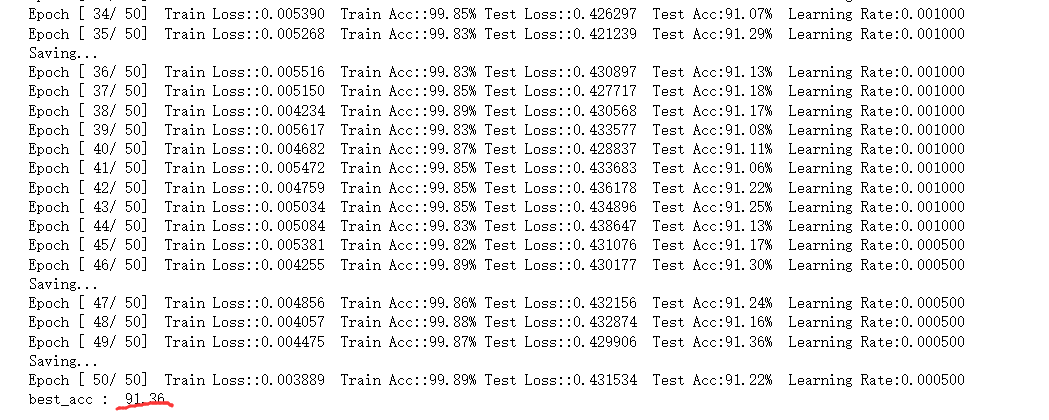 Epoch [ 34/ 50]  Train Loss::0.005390  Train Acc::99.85% Test Loss::0.426297  Test Acc:91.07%  Learning Rate:0.001000
Epoch [ 35/ 50]  Train Loss::0.005268  Train Acc::99.83% Test Loss::0.421239  Test Acc:91.29%  Learning Rate:0.001000
Saving...
Epoch [ 36/ 50]  Train Loss::0.005516  Train Acc::99.83% Test Loss::0.430897  Test Acc:91.13%  Learning Rate:0.001000
Epoch [ 37/ 50]  Train Loss::0.005150  Train Acc::99.85% Test Loss::0.427717  Test Acc:91.18%  Learning Rate:0.001000
Epoch [ 38/ 50]  Train Loss::0.004234  Train Acc::99.89% Test Loss::0.430568  Test Acc:91.17%  Learning Rate:0.001000
Epoch [ 39/ 50]  Train Loss::0.005617  Train Acc::99.83% Test Loss::0.433577  Test Acc:91.08%  Learning Rate:0.001000
Epoch [ 40/ 50]  Train Loss::0.004682  Train Acc::99.87% Test Loss::0.428837  Test Acc:91.11%  Learning Rate:0.001000
Epoch [ 41/ 50]  Train Loss::0.005472  Train Acc::99.85% Test Loss::0.433683  Test Acc:91.06%  Learning Rate:0.001000
Epoch [ 42/ 50]  Train Loss::0.004759  Train Acc::99.85% Test Loss::0.436178  Test Acc:91.22%  Learning Rate:0.001000
Epoch [ 43/ 50]  Train Loss::0.005034  Train Acc::99.85% Test Loss::0.434896  Test Acc:91.25%  Learning Rate:0.001000
Epoch [ 44/ 50]  Train Loss::0.005084  Train Acc::99.83% Test Loss::0.438647  Test Acc:91.13%  Learning Rate:0.001000
Epoch [ 45/ 50]  Train Loss::0.005381  Train Acc::99.82% Test Loss::0.431076  Test Acc:91.17%  Learning Rate:0.000500
Epoch [ 46/ 50]  Train Loss::0.004255  Train Acc::99.89% Test Loss::0.430177  Test Acc:91.30%  Learning Rate:0.000500
Saving...
Epoch [ 47/ 50]  Train Loss::0.004856  Train Acc::99.86% Test Loss::0.432156  Test Acc:91.24%  Learning Rate:0.000500
Epoch [ 48/ 50]  Train Loss::0.004057  Train Acc::99.88% Test Loss::0.432874  Test Acc:91.16%  Learning Rate:0.000500
Epoch [ 49/ 50]  Train Loss::0.004475  Train Acc::99.87% Test Loss::0.429906  Test Acc:91.36%  Learning Rate:0.000500
Saving...
Epoch [ 50/ 50]  Train Loss::0.003889  Train Acc::99.89% Test Loss::0.431534  Test Acc:91.22%  Learning Rate:0.000500
best_acc :  91.36